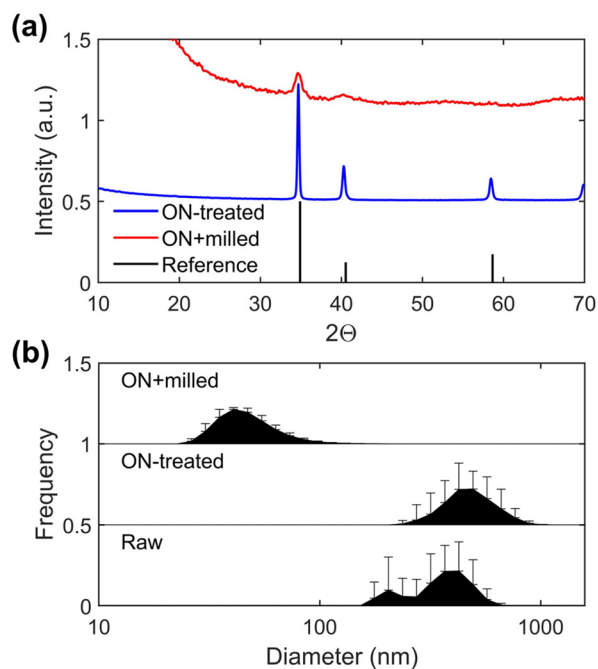 (a)
1.5
1
0.5
0
Intensity (a.u.)
ON-treated
ON+milled
Reference
10 20 30 40 50 60 70
2Θ
(b)
1.5
1
0.5
0
Frequency
ON+milled
ON-treated
Raw
10 100 1000
Diameter (nm)